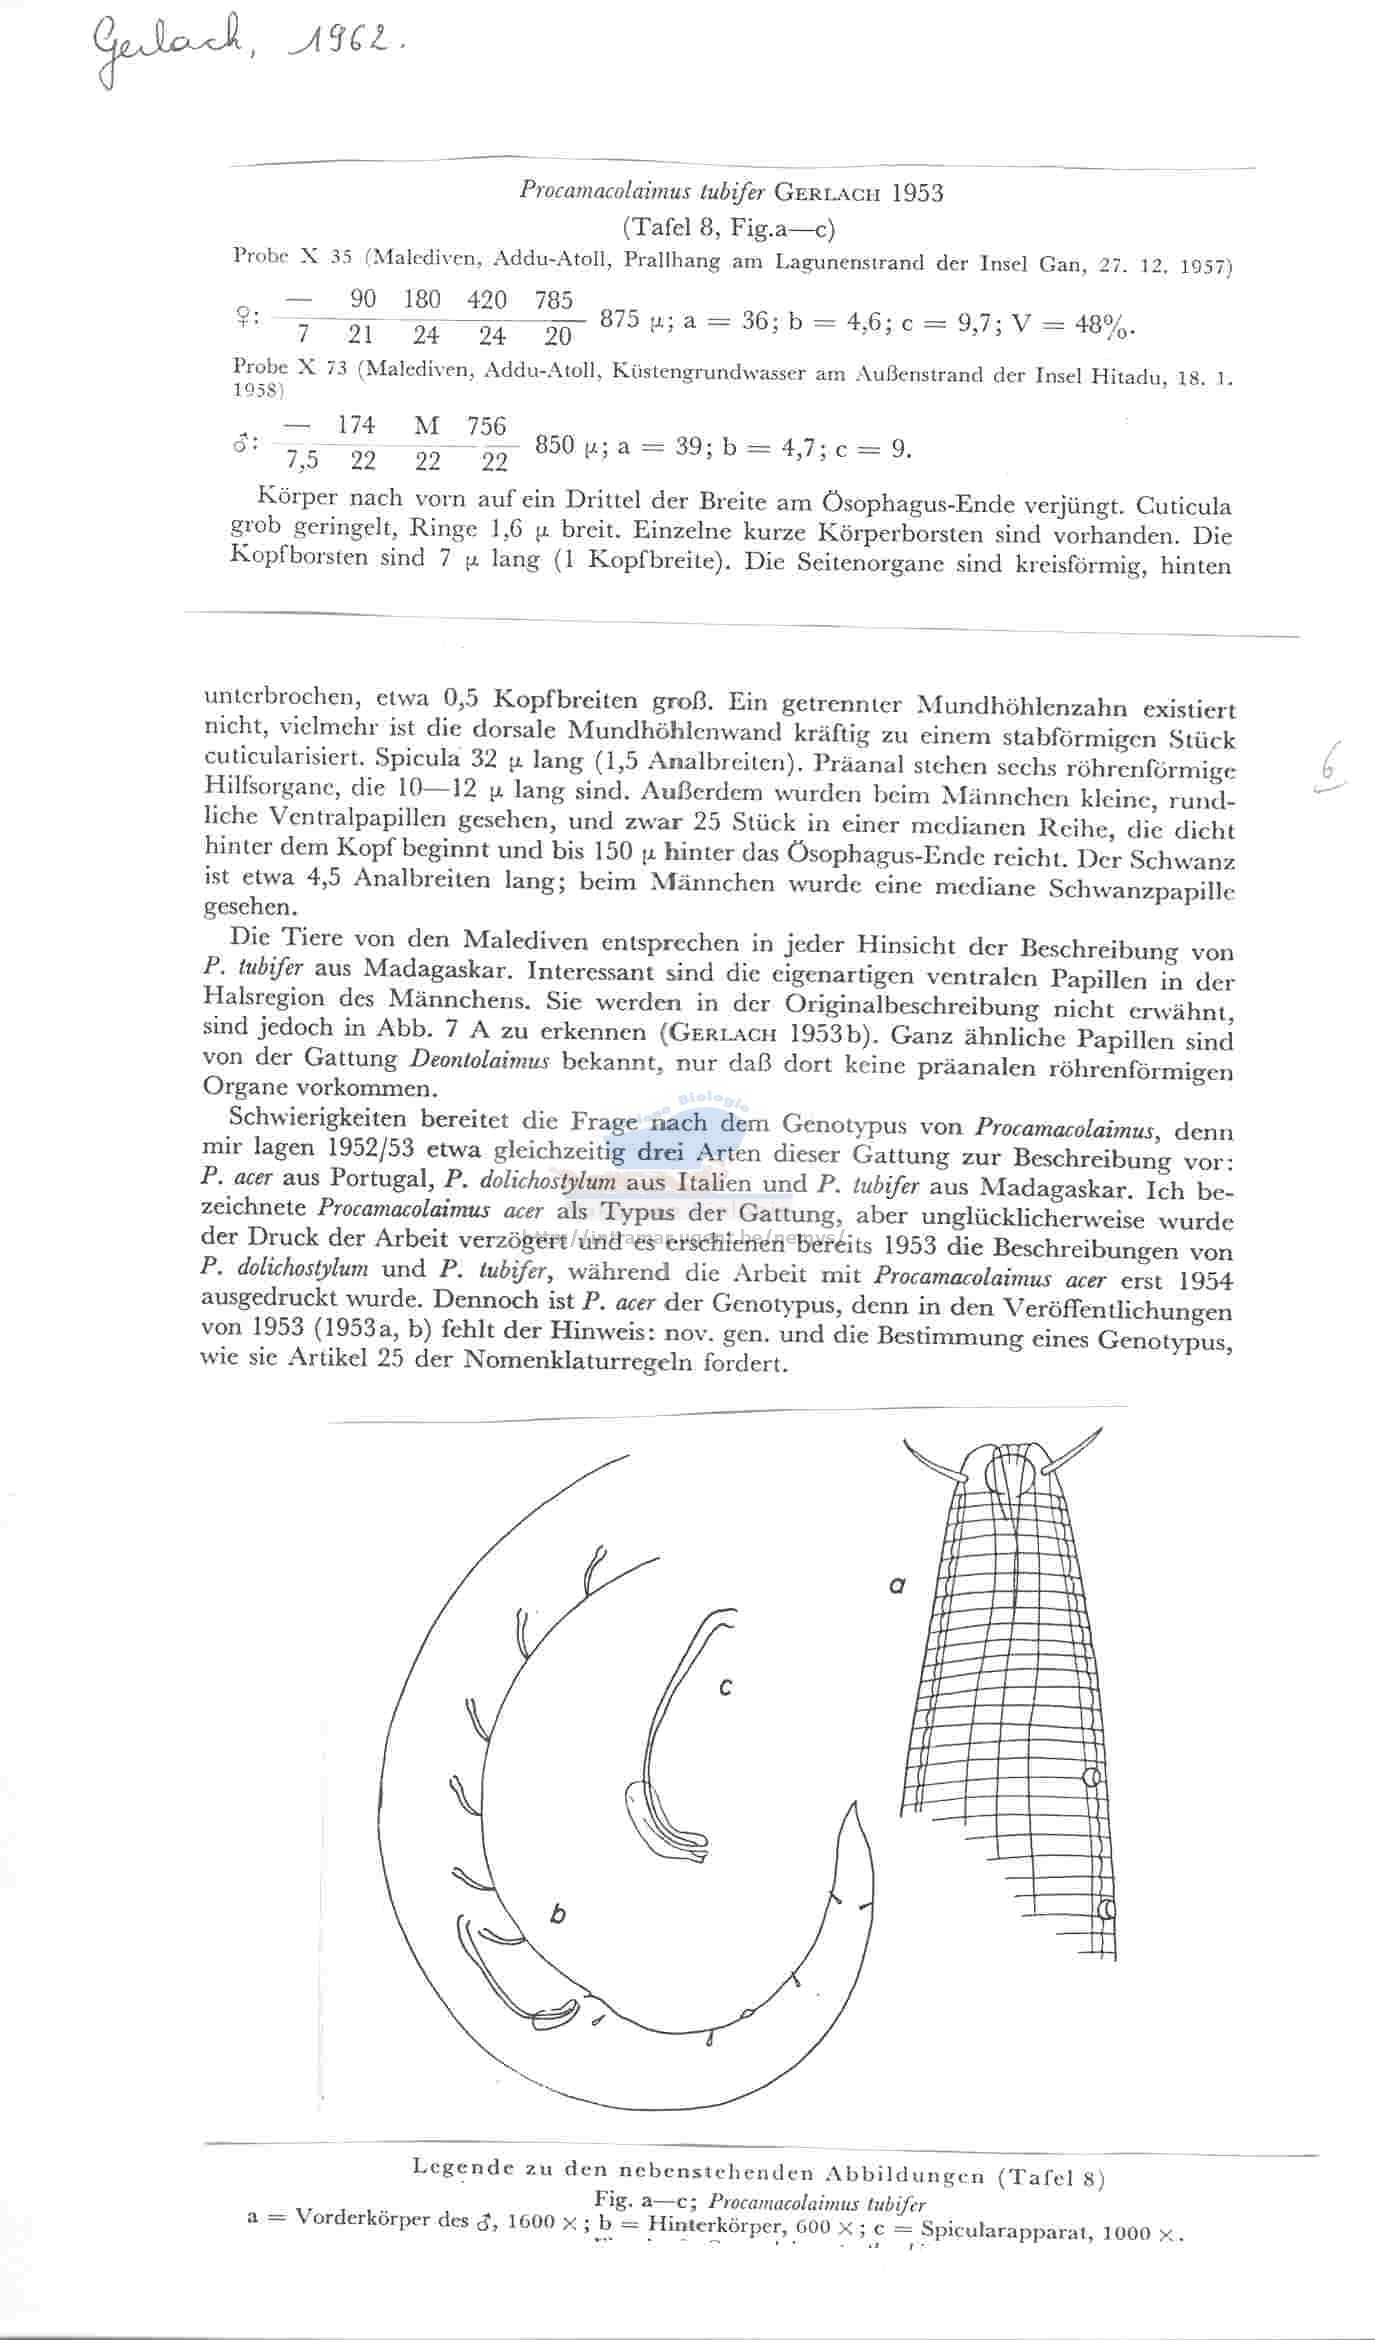 Gerlach, 1962.
Procamacolaimus tubifer GERLACH 1953
(Tafel 8, Fig.a—c)
Probe X 35 (Malediven, Addu-Atoll, Prallhang am Lagunenstrand der Insel Gan, 27. 12. 1957)
— 90 180 420 785
♀: 875 µ; a = 36; b = 4,6; c = 9,7; V = 48%.
7 21 24 24 20
Probe X 73 (Malediven, Addu-Atoll, Küstengrundwasser am Außenstrand der Insel Hitadu, 18. 1.
1958)
— 174 M 756
♂: 850 µ; a = 39; b = 4,7; c = 9.
7,5 22 22 22
Körper nach vorn auf ein Drittel der Breite am Ösophagus-Ende verjüngt. Cuticula
grob geringelt, Ringe 1,6 µ breit. Einzelne kurze Körperborsten sind vorhanden. Die
Kopfborsten sind 7 µ lang (1 Kopfbreite). Die Seitenorgane sind kreisförmig, hinten
unterbrochen, etwa 0,5 Kopfbreiten groß. Ein getrennter Mundhöhlenzahn existiert
nicht, vielmehr ist die dorsale Mundhöhlenwand kräftig zu einem stabförmigen Stück
cuticularisiert. Spicula 32 µ lang (1,5 Analbreiten). Präanal stehen sechs röhrenförmige
6
Hilfsorgane, die 10—12 µ lang sind. Außerdem wurden beim Männchen kleine, rund-
liche Ventralpapillen gesehen, und zwar 25 Stück in einer medianen Reihe, die dicht
hinter dem Kopf beginnt und bis 150 µ hinter das Ösophagus-Ende reicht. Der Schwanz
ist etwa 4,5 Analbreiten lang; beim Männchen wurde eine mediane Schwanzpapille
gesehen.
Die Tiere von den Malediven entsprechen in jeder Hinsicht der Beschreibung von
P. tubifer aus Madagaskar. Interessant sind die eigenartigen ventralen Papillen in der
Halsregion des Männchens. Sie werden in der Originalbeschreibung nicht erwähnt,
sind jedoch in Abb. 7 A zu erkennen (GERLACH 1953b). Ganz ähnliche Papillen sind
von der Gattung Deontolaimus bekannt, nur daß dort keine präanalen röhrenförmigen
Organe vorkommen.
Schwierigkeiten bereitet die Frage nach dem Genotypus von Procamacolaimus, denn
mir lagen 1952/53 etwa gleichzeitig drei Arten dieser Gattung zur Beschreibung vor:
P. acer aus Portugal, P. dolichostylum aus Italien und P. tubifer aus Madagaskar. Ich be-
zeichnete Procamacolaimus acer als Typus der Gattung, aber unglücklicherweise wurde
der Druck der Arbeit verzögert und es erschienen bereits 1953 die Beschreibungen von
http://intramar.ugent.be/nemys/
P. dolichostylum und P. tubifer, während die Arbeit mit Procamacolaimus acer erst 1954
ausgedruckt wurde. Dennoch ist P. acer der Genotypus, denn in den Veröffentlichungen
von 1953 (1953a, b) fehlt der Hinweis: nov. gen. und die Bestimmung eines Genotypus,
wie sie Artikel 25 der Nomenklaturregeln fordert.
a
c
b
Legende zu den nebenstehenden Abbildungen (Tafel 8)
Fig. a—c; Procamacolaimus tubifer
a = Vorderkörper des ♂, 1600 ×; b = Hinterkörper, 600 ×; c = Spicularapparat, 1000 ×.